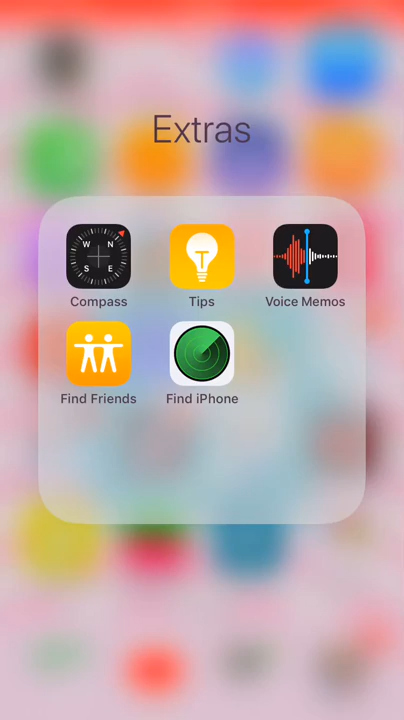 Extras
W N
S E
Compass
T
Tips
Voice Memos
Find Friends
Find iPhone